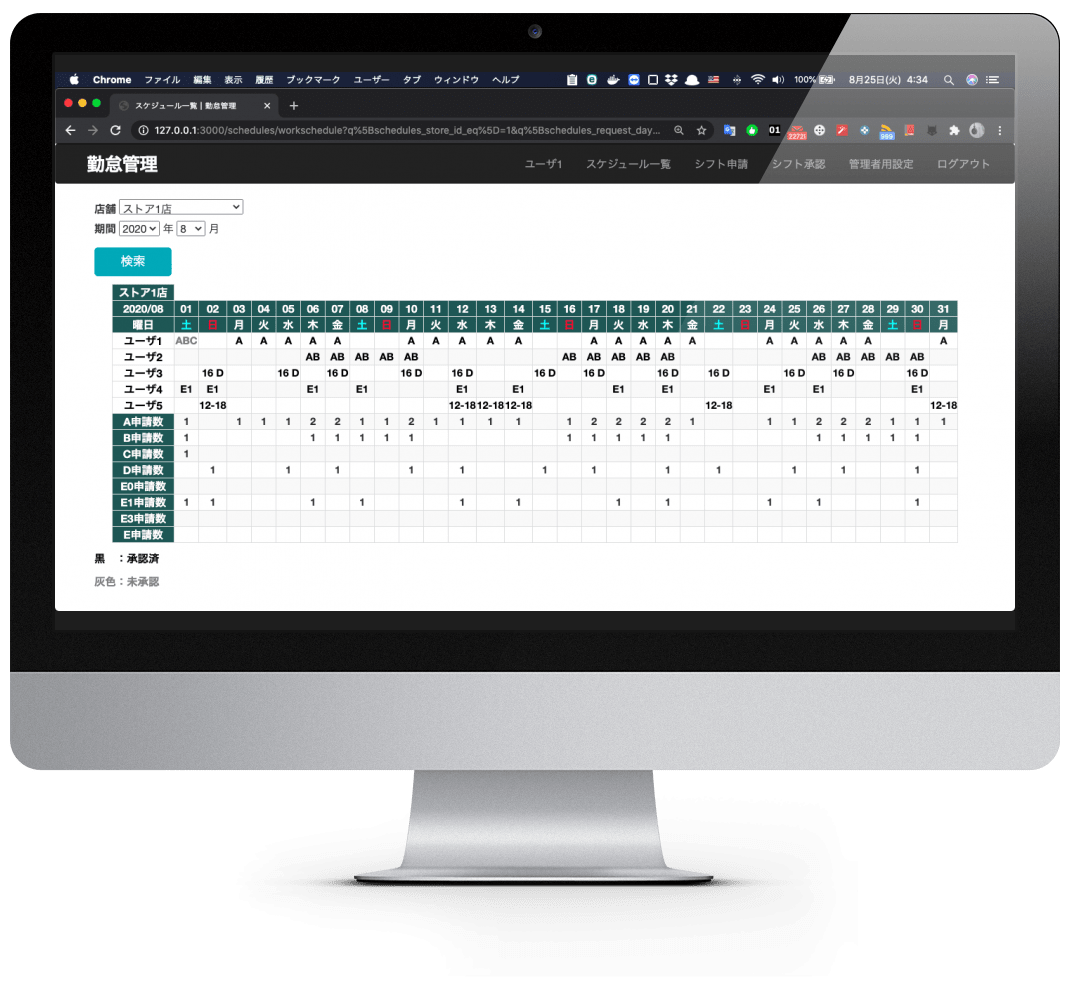 Chrome ファイル 編集 表示 履歴 ブックマーク ユーザー タブ ウィンドウ ヘルプ 100% 8月25日(火) 4:34
スケジュール一覧 | 勤怠管理
127.0.0.1:3000/schedules/workschedule?q%5Bschedules_store_id_eq%5D=1&q%5Bschedules_request_day... 01 22721 999
勤怠管理 ユーザ1 スケジュール一覧 シフト申請 シフト承認 管理者用設定 ログアウト
店舗 ストア1店
期間 2020 年 8 月
検索
ストア1店
2020/08 01 02 03 04 05 06 07 08 09 10 11 12 13 14 15 16 17 18 19 20 21 22 23 24 25 26 27 28 29 30 31
曜日 土 日 月 火 水 木 金 土 日 月 火 水 木 金 土 日 月 火 水 木 金 土 日 月 火 水 木 金 土 日 月
ユーザ1 ABC A A A A A A A A A A A A A A A A A A A A A
ユーザ2 AB AB AB AB AB AB AB AB AB AB AB AB AB AB AB
ユーザ3 16 D 16 D 16 D 16 D 16 D 16 D 16 D 16 D 16 D 16 D 16 D 16 D
ユーザ4 E1 E1 E1 E1 E1 E1 E1 E1 E1 E1 E1
ユーザ5 12-18 12-18 12-18 12-18 12-18 12-18
A申請数 1 1 1 1 2 2 1 1 2 1 1 1 1 1 2 2 2 2 1 1 1 2 2 2 1 1 1
B申請数 1 1 1 1 1 1 1 1 1 1 1 1 1 1 1 1
C申請数 1
D申請数 1 1 1 1 1 1 1 1 1 1 1 1
E0申請数
E1申請数 1 1 1 1 1 1 1 1 1 1 1
E3申請数
E申請数
黒 ：承認済
灰色：未承認